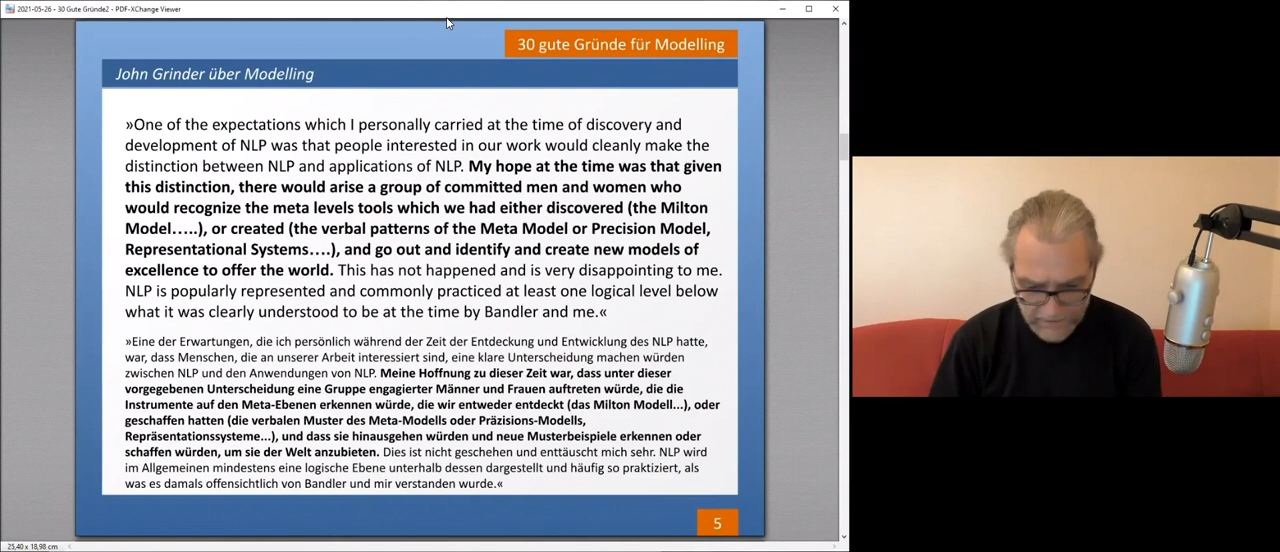 2021-05-26 - 30 Gute Gründe2 - PDF-XChange Viewer
30 gute Gründe für Modelling
John Grinder über Modelling
»One of the expectations which I personally carried at the time of discovery and
development of NLP was that people interested in our work would cleanly make the
distinction between NLP and applications of NLP. My hope at the time was that given
this distinction, there would arise a group of committed men and women who
would recognize the meta levels tools which we had either discovered (the Milton
Model…..), or created (the verbal patterns of the Meta Model or Precision Model,
Representational Systems….), and go out and identify and create new models of
excellence to offer the world. This has not happened and is very disappointing to me.
NLP is popularly represented and commonly practiced at least one logical level below
what it was clearly understood to be at the time by Bandler and me.«
»Eine der Erwartungen, die ich persönlich während der Zeit der Entdeckung und Entwicklung des NLP hatte,
war, dass Menschen, die an unserer Arbeit interessiert sind, eine klare Unterscheidung machen würden
zwischen NLP und den Anwendungen von NLP. Meine Hoffnung zu dieser Zeit war, dass unter dieser
vorgegebenen Unterscheidung eine Gruppe engagierter Männer und Frauen auftreten würde, die die
Instrumente auf den Meta-Ebenen erkennen würde, die wir entweder entdeckt (das Milton Modell...), oder
geschaffen hatten (die verbalen Muster des Meta-Modells oder Präzisions-Modells,
Repräsentationssysteme...), und dass sie hinausgehen würden und neue Musterbeispiele erkennen oder
schaffen würden, um sie der Welt anzubieten. Dies ist nicht geschehen und enttäuscht mich sehr. NLP wird
im Allgemeinen mindestens eine logische Ebene unterhalb dessen dargestellt und häufig so praktiziert, als
was es damals offensichtlich von Bandler und mir verstanden wurde.«
5
25,40 x 18,98 cm